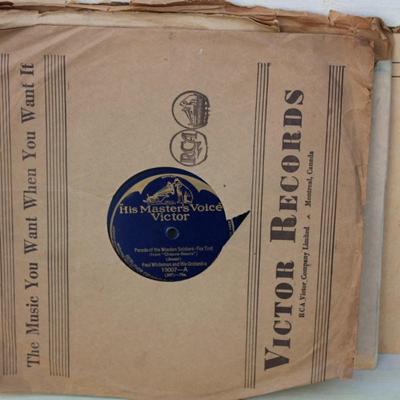 The Music You Want When You Want It
RCA
His Master's Voice
Victor
Parade of the Wooden Soldiers-Fox Trot
(from "Chauve-Souris")
(Jessel)
Paul Whiteman and His Orchestra
19007-A
VICTOR RECORDS
RCA Victor Company Limited
Montreal, Canada